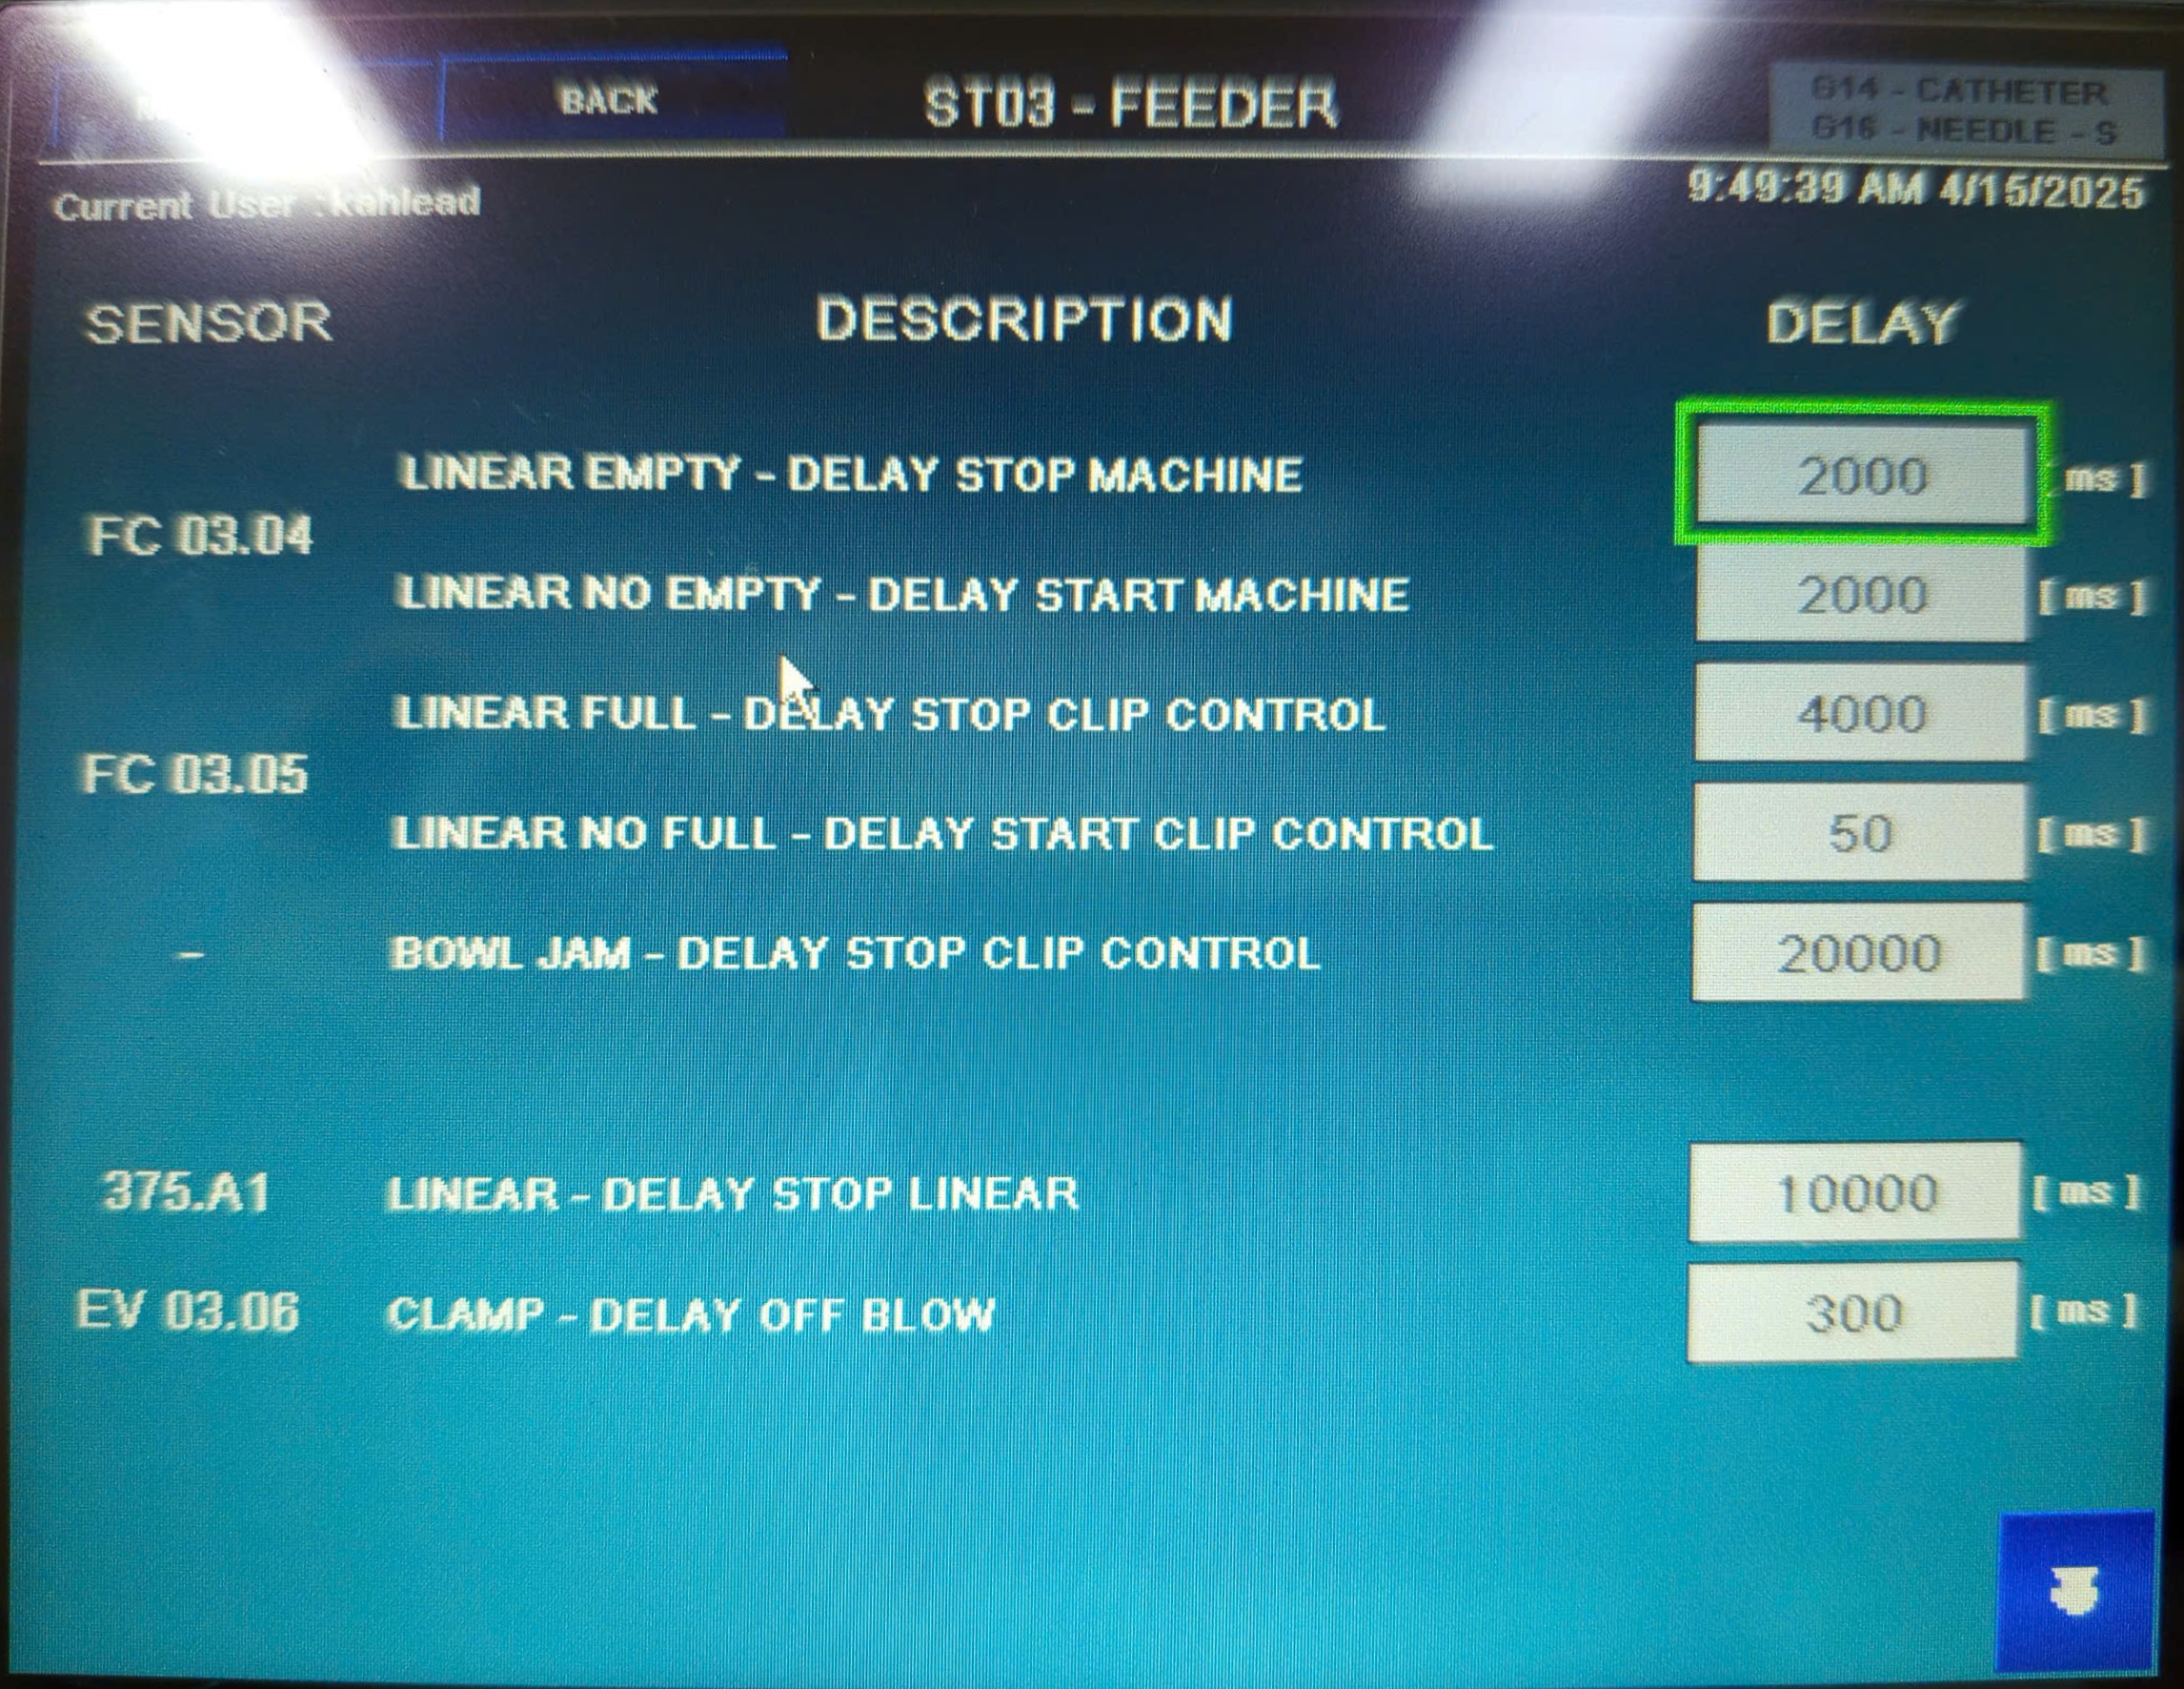 BACK
ST03 - FEEDER
G14 - CATHETER
G16 - NEEDLE - S
Current User :kahlead
9:49:39 AM 4/15/2025
SENSOR DESCRIPTION DELAY
LINEAR EMPTY - DELAY STOP MACHINE 2000 ms ]
FC 03.04
LINEAR NO EMPTY - DELAY START MACHINE 2000 [ ms ]
LINEAR FULL - DELAY STOP CLIP CONTROL 4000 [ ms ]
FC 03.05
LINEAR NO FULL - DELAY START CLIP CONTROL 50 [ ms ]
- BOWL JAM - DELAY STOP CLIP CONTROL 20000 [ ms ]
375.A1 LINEAR - DELAY STOP LINEAR 10000 [ ms ]
EV 03.06 CLAMP - DELAY OFF BLOW 300 [ ms ]